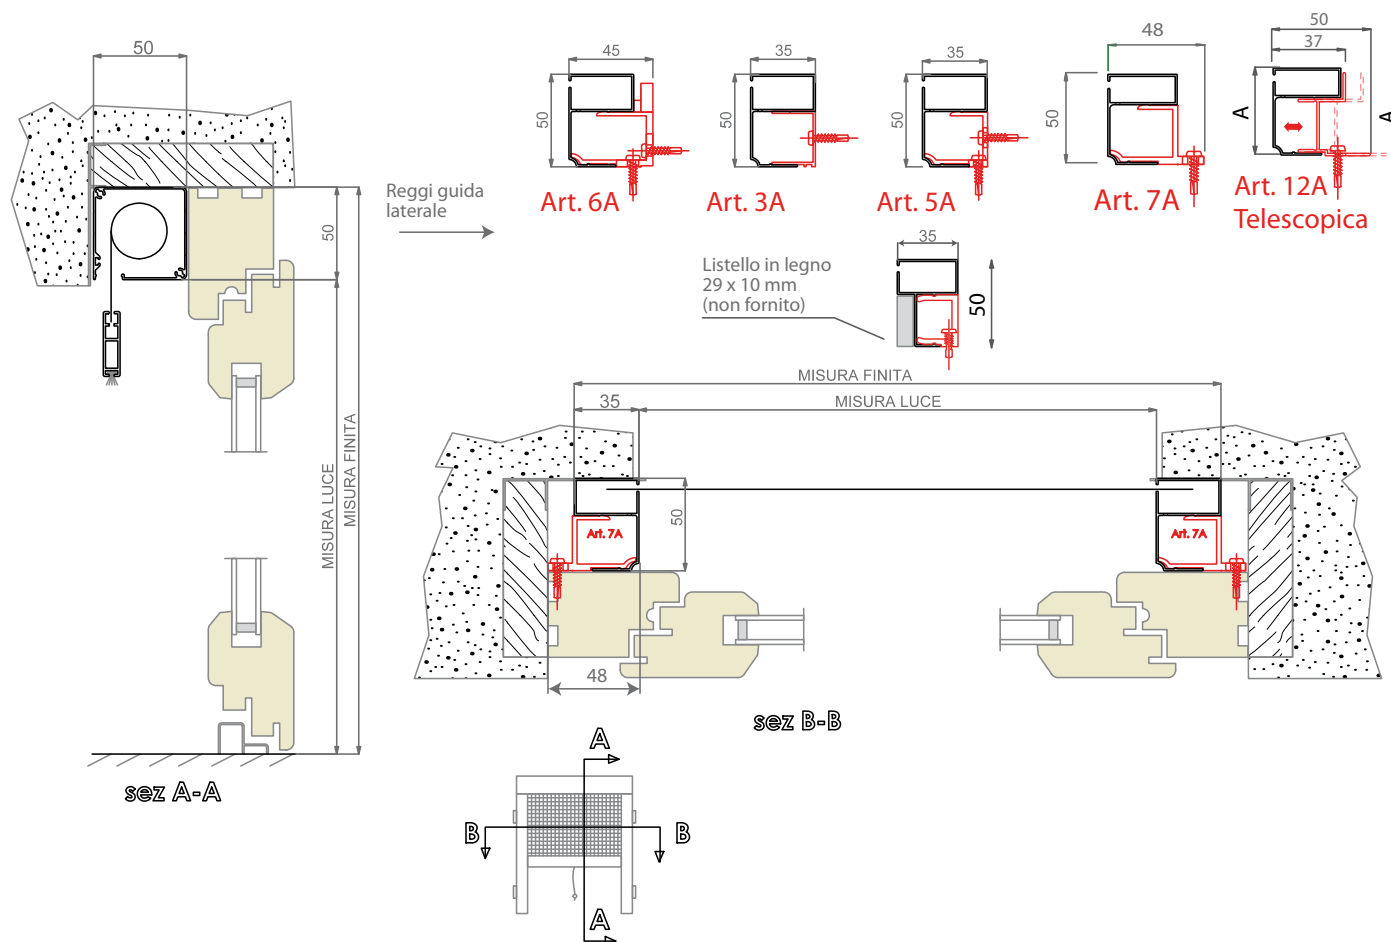 50
45
35
35
48
50
37
50
50
50
50
A
A
Reggi guida
laterale
Art. 6A
Art. 3A
Art. 5A
Art. 7A
Art. 12A
Telescopica
50
35
Listello in legno
29 x 10 mm
(non fornito)
50
MISURA FINITA
35
MISURA LUCE
MISURA LUCE
MISURA FINITA
50
Art. 7A
Art. 7A
48
sez B-B
sez A-A
A
B
B
A